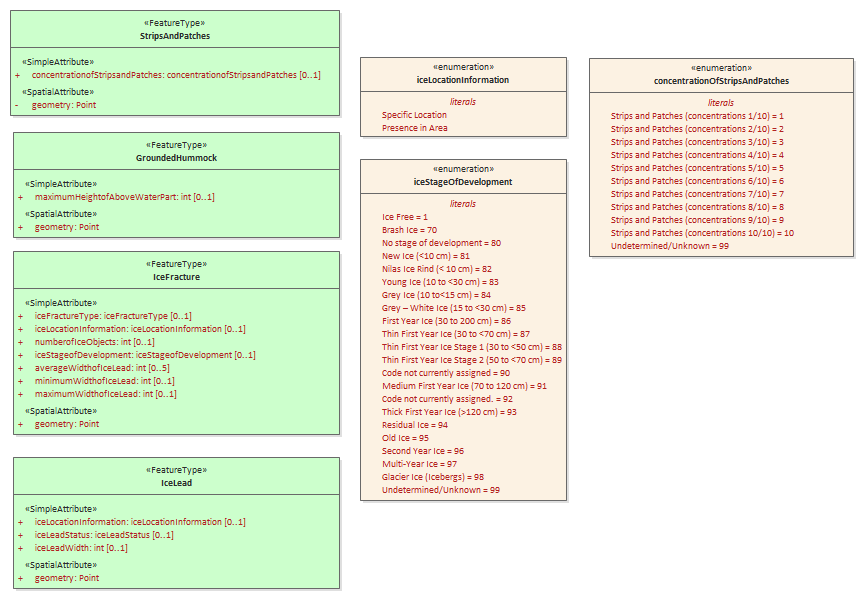 «FeatureType»
StripsAndPatches
«SimpleAttribute»
+ concentrationofStripsandPatches: concentrationofStripsandPatches [0..1]
«SpatialAttribute»
- geometry: Point
«FeatureType»
GroundedHummock
«SimpleAttribute»
+ maximumHeightofAboveWaterPart: int [0..1]
«SpatialAttribute»
+ geometry: Point
«FeatureType»
IceFracture
«SimpleAttribute»
+ iceFractureType: iceFractureType [0..1]
+ iceLocationInformation: iceLocationInformation [0..1]
+ numberofIceObjects: int [0..1]
+ iceStageofDevelopment: iceStageofDevelopment [0..1]
+ averageWidthofIceLead: int [0..5]
+ minimumWidthofIceLead: int [0..1]
+ maximumWidthofIceLead: int [0..1]
«SpatialAttribute»
+ geometry: Point
«FeatureType»
IceLead
«SimpleAttribute»
+ iceLocationInformation: iceLocationInformation [0..1]
+ iceLeadStatus: iceLeadStatus [0..1]
+ iceLeadWidth: int [0..1]
«SpatialAttribute»
+ geometry: Point
«enumeration»
iceLocationInformation
literals
Specific Location
Presence in Area
«enumeration»
iceStageOfDevelopment
literals
Ice Free = 1
Brash Ice = 70
No stage of development = 80
New Ice (<10 cm) = 81
Nilas Ice Rind (< 10 cm) = 82
Young Ice (10 to <30 cm) = 83
Grey Ice (10 to<15 cm) = 84
Grey – White Ice (15 to <30 cm) = 85
First Year Ice (30 to 200 cm) = 86
Thin First Year Ice (30 to <70 cm) = 87
Thin First Year Ice Stage 1 (30 to <50 cm) = 88
Thin First Year Ice Stage 2 (50 to <70 cm) = 89
Code not currently assigned = 90
Medium First Year Ice (70 to 120 cm) = 91
Code not currently assigned. = 92
Thick First Year Ice (>120 cm) = 93
Residual Ice = 94
Old Ice = 95
Second Year Ice = 96
Multi-Year Ice = 97
Glacier Ice (Icebergs) = 98
Undetermined/Unknown = 99
«enumeration»
concentrationOfStripsAndPatches
literals
Strips and Patches (concentrations 1/10) = 1
Strips and Patches (concentrations 2/10) = 2
Strips and Patches (concentrations 3/10) = 3
Strips and Patches (concentrations 4/10) = 4
Strips and Patches (concentrations 5/10) = 5
Strips and Patches (concentrations 6/10) = 6
Strips and Patches (concentrations 7/10) = 7
Strips and Patches (concentrations 8/10) = 8
Strips and Patches (concentrations 9/10) = 9
Strips and Patches (concentrations 10/10) = 10
Undetermined/Unknown = 99